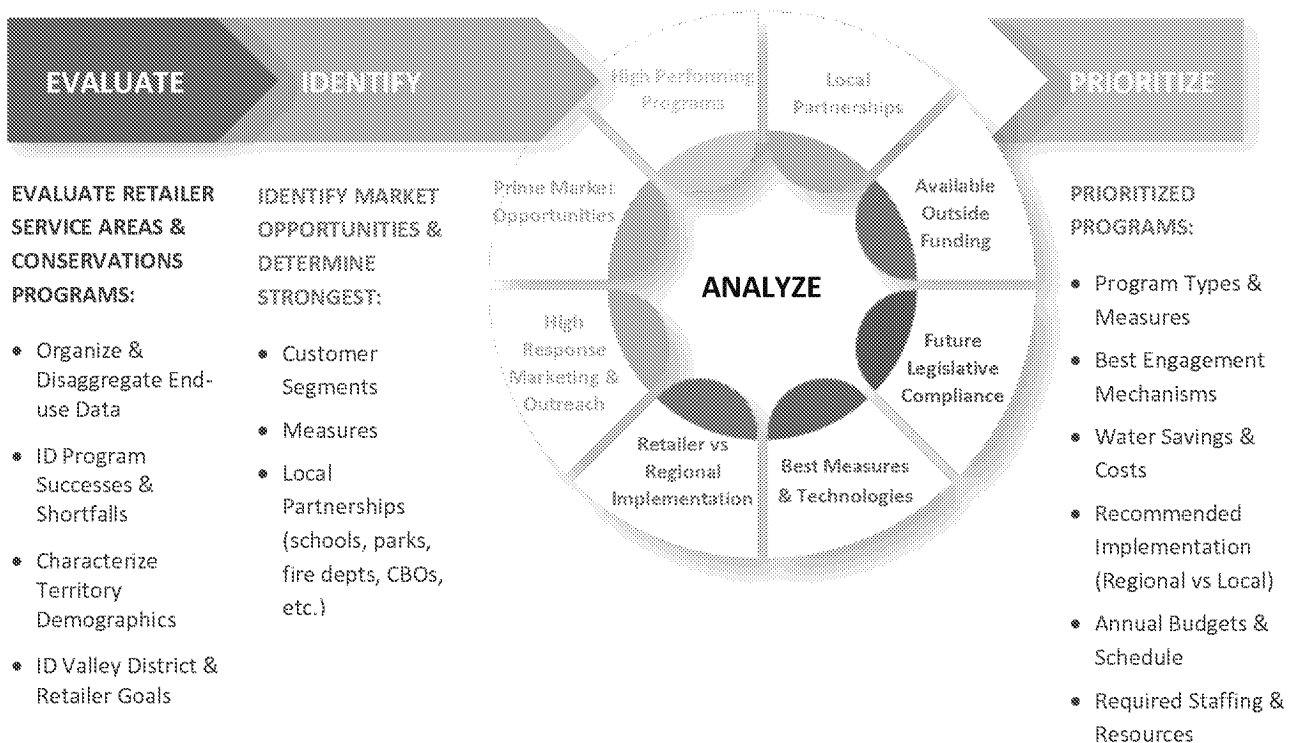 EVALUATE
IDENTIFY
PRIORITIZE
EVALUATE RETAILER
SERVICE AREAS &
CONSERVATIONS
PROGRAMS:
• Organize &
Disaggregate End-
use Data
• ID Program
Successes &
Shortfalls
• Characterize
Territory
Demographics
• ID Valley District &
Retailer Goals
IDENTIFY MARKET
OPPORTUNITIES &
DETERMINE
STRONGEST:
• Customer
Segments
• Measures
• Local
Partnerships
(schools, parks,
fire depts, CBOs,
etc.)
ANALYZE
High Performing
Programs
Local
Partnerships
Available
Outside
Funding
Future
Legislative
Compliance
Best Measures
& Technologies
Retailer vs
Regional
Implementation
High
Response
Marketing &
Outreach
Prime Market
Opportunities
PRIORITIZED
PROGRAMS:
• Program Types &
Measures
• Best Engagement
Mechanisms
• Water Savings &
Costs
• Recommended
Implementation
(Regional vs Local)
• Annual Budgets &
Schedule
• Required Staffing &
Resources